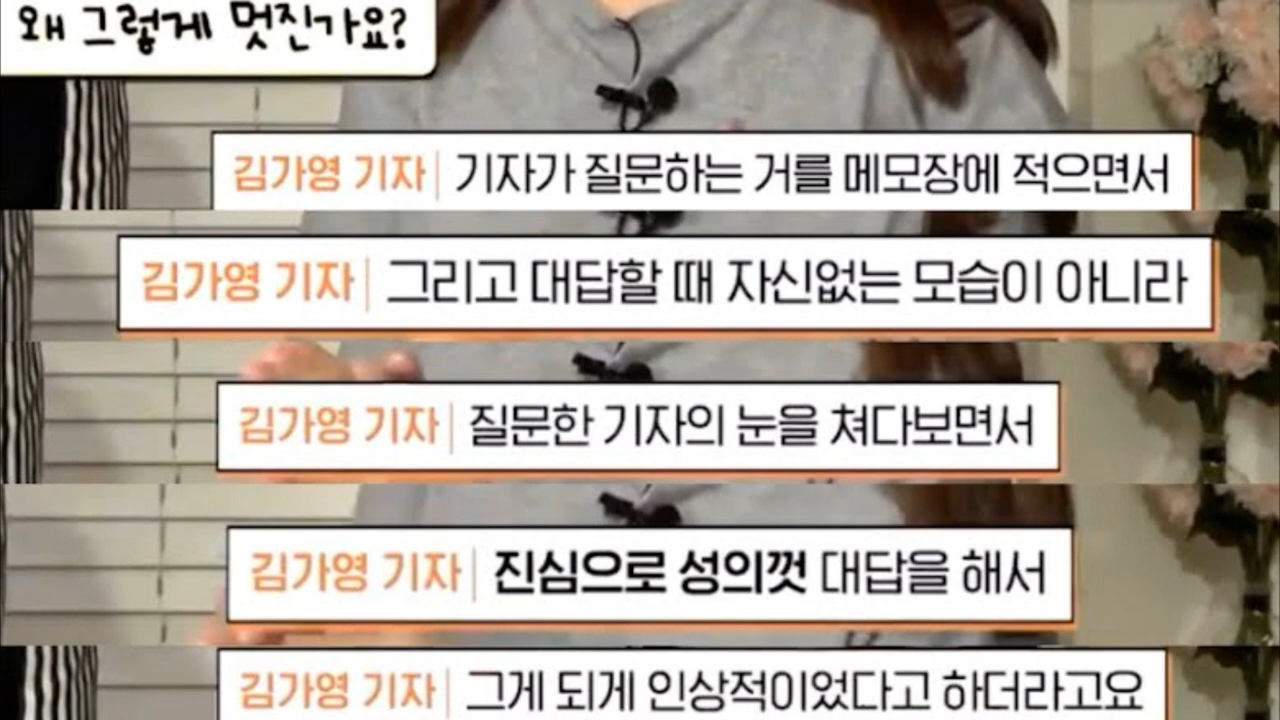 왜 그렇게 멋진가요?
김가영 기자 기자가 질문하는 거를 메모장에 적으면서
김가영 기자 그리고 대답할 때 자신없는 모습이 아니라
김가영 기자 질문한 기자의 눈을 쳐다보면서
김가영 기자 진심으로 성의껏 대답을 해서
김가영 기자 그게 되게 인상적이었다고 하더라고요